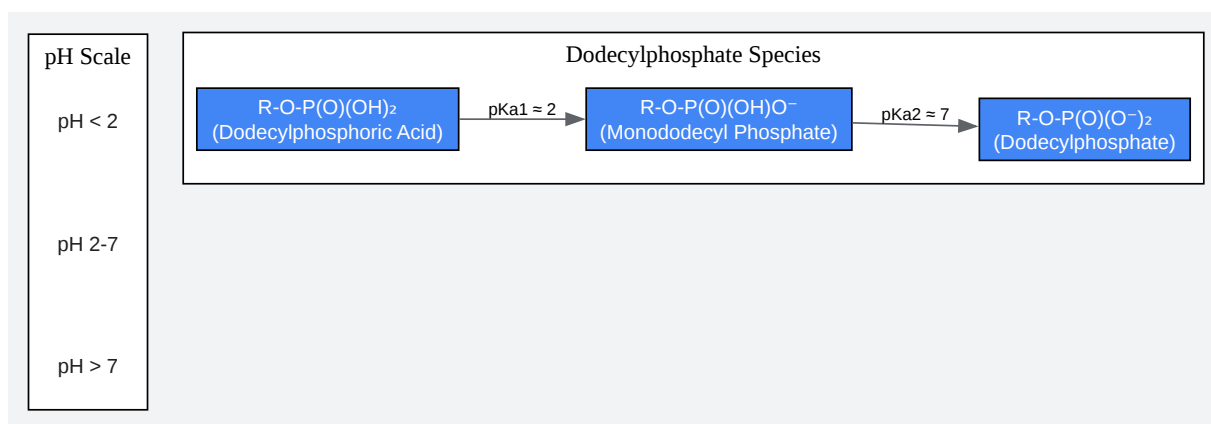 pH Scale
pH < 2
pH 2-7
pH > 7
Dodecylphosphate Species
R-O-P(O)(OH)₂
(Dodecylphosphoric Acid)
pKa1 ≈ 2
R-O-P(O)(OH)O⁻
(Monododecyl Phosphate)
pKa2 ≈ 7
R-O-P(O)(O⁻)₂
(Dodecylphosphate)